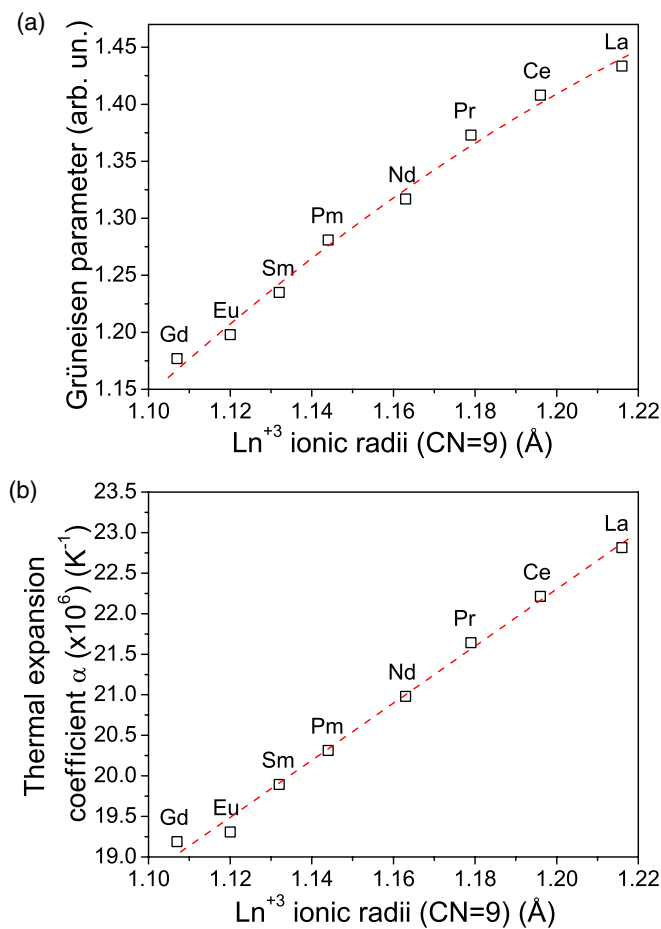 (a)
Grüneisen parameter (arb. un.)
1.45
1.40
1.35
1.30
1.25
1.20
1.15
La
Ce
Pr
Nd
Pm
Sm
Eu
Gd
1.10 1.12 1.14 1.16 1.18 1.20 1.22
Ln⁺³ ionic radii (CN=9) (Å)
(b)
Thermal expansion
coefficient α (x10⁶) (K⁻¹)
23.5
23.0
22.5
22.0
21.5
21.0
20.5
20.0
19.5
19.0
La
Ce
Pr
Nd
Pm
Sm
Eu
Gd
1.10 1.12 1.14 1.16 1.18 1.20 1.22
Ln⁺³ ionic radii (CN=9) (Å)